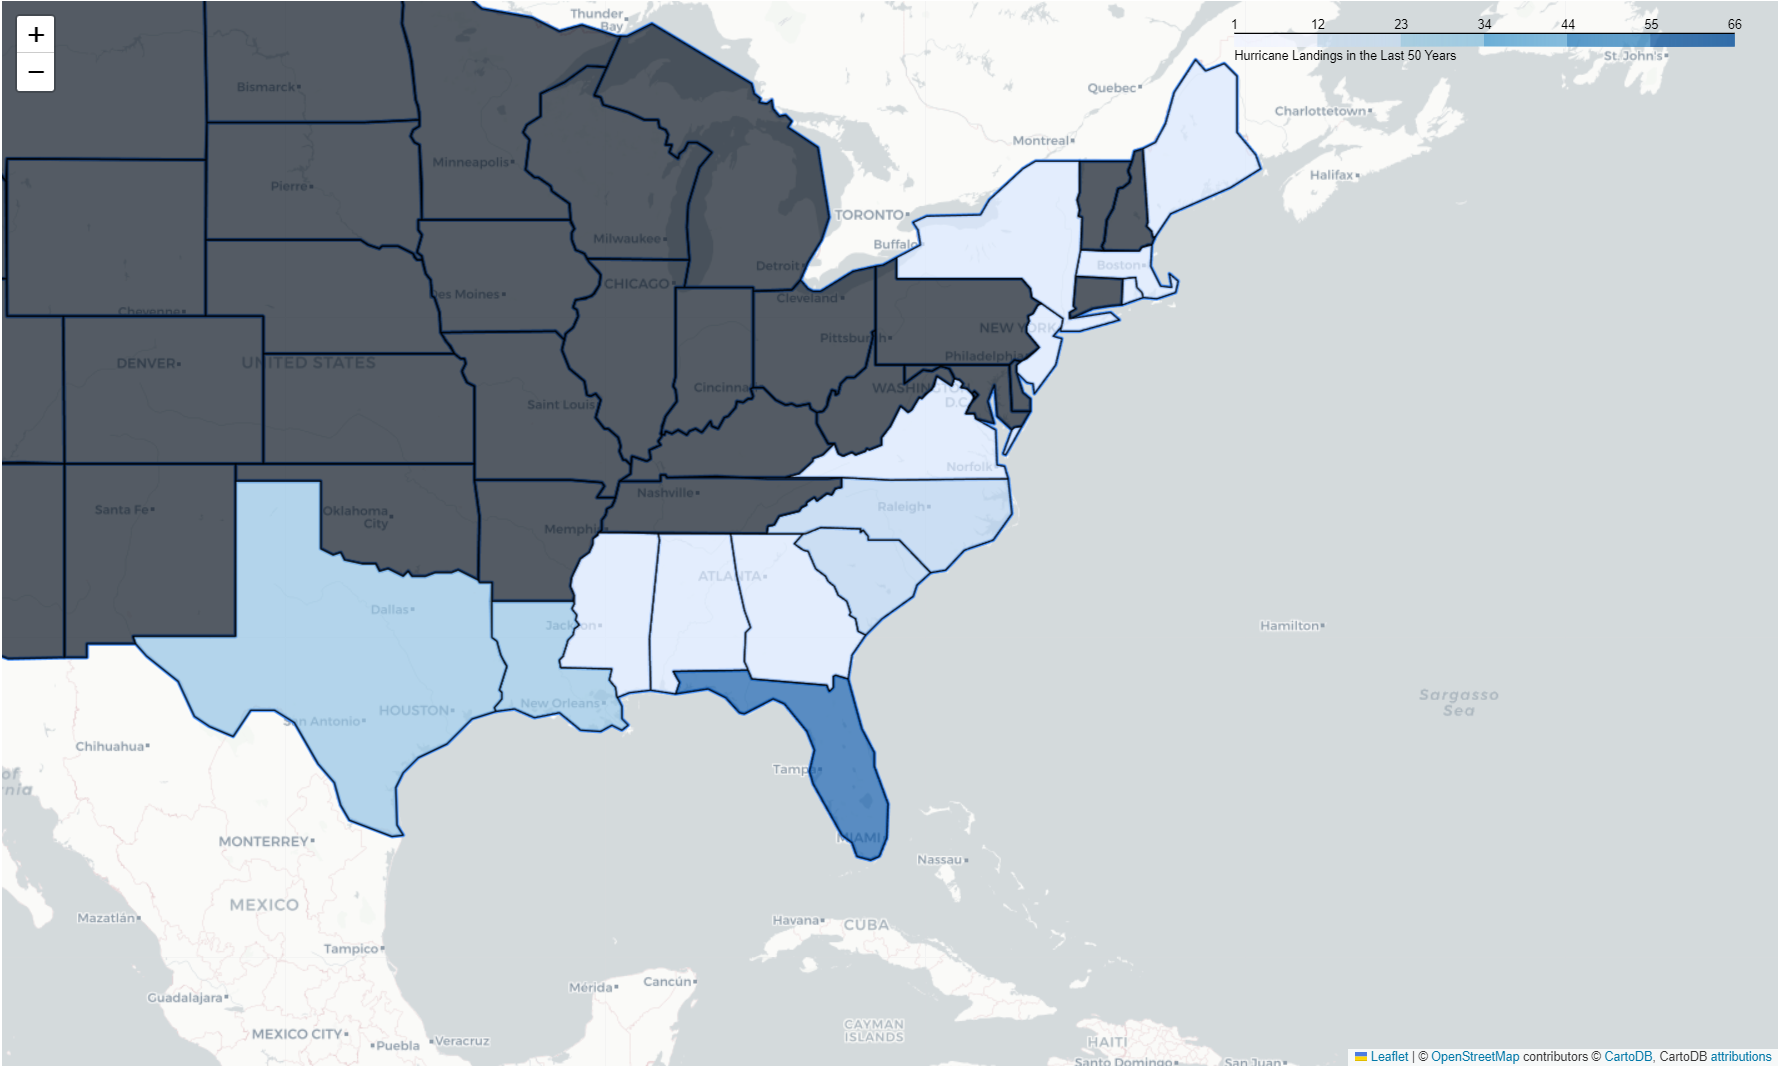 +
−
1 12 23 34 44 55 66
Hurricane Landings in the Last 50 Years
Thunder
Bay
St. John's
Bismarck
Quebec
Charlottetown
Montreal
Minneapolis
Halifax
Pierre
TORONTO
Milwaukee
Buffalo
Detroit
Boston
CHICAGO
Des Moines
Cleveland
Cheyenne
NEW YORK
Pittsburgh
Philadelphia
DENVER
UNITED STATES
Cincinna
WASHINGTON
D.C.
Saint Louis
Norfolk
Nashville
Santa Fe
Oklahoma
City
Raleigh
Memphis
ATLANTA
Dallas
Jackson
Hamilton
Sargasso
Sea
New Orleans
HOUSTON
San Antonio
Chihuahua
of
rnia
Tampa
MONTERREY
MIAMI
Nassau
MEXICO
Mazatlán
Havana
CUBA
Tampico
Mérida
Cancún
Guadalajara
CAYMAN
ISLANDS
MEXICO CITY
Puebla
Veracruz
HAITI
Santo Domingo
San Juan
Leaflet | © OpenStreetMap contributors © CartoDB, CartoDB attributions